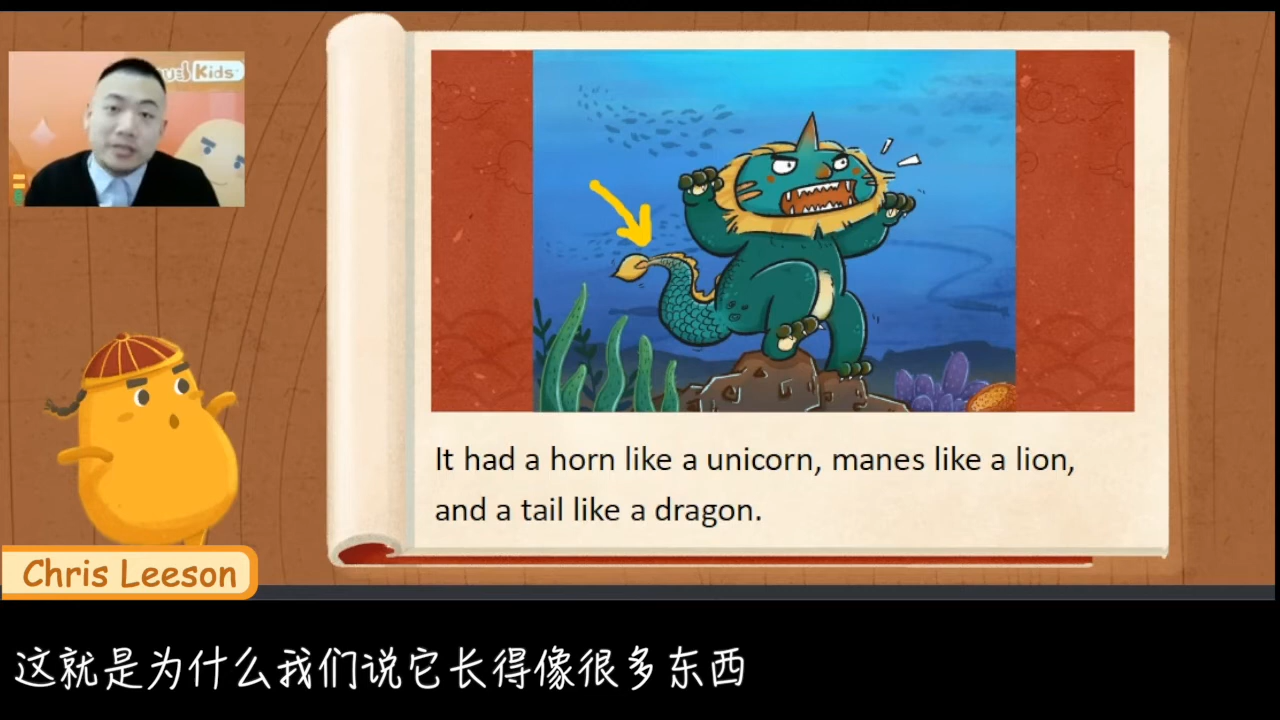 Kids
It had a horn like a unicorn, manes like a lion,
and a tail like a dragon.
Chris Leeson
这就是为什么我们说它长得像很多东西